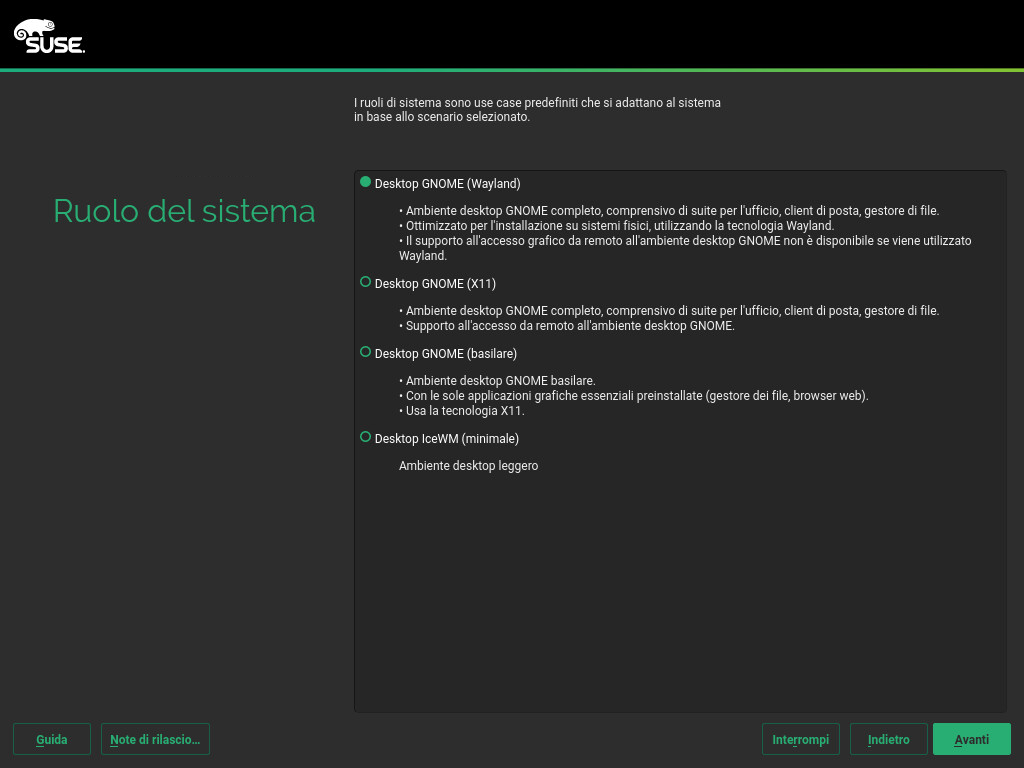 SUSE.
I ruoli di sistema sono use case predefiniti che si adattano al sistema
in base allo scenario selezionato.
Ruolo del sistema
Desktop GNOME (Wayland)
• Ambiente desktop GNOME completo, comprensivo di suite per l'ufficio, client di posta, gestore di file.
• Ottimizzato per l'installazione su sistemi fisici, utilizzando la tecnologia Wayland.
• Il supporto all'accesso grafico da remoto all'ambiente desktop GNOME non è disponibile se viene utilizzato
Wayland.
Desktop GNOME (X11)
• Ambiente desktop GNOME completo, comprensivo di suite per l'ufficio, client di posta, gestore di file.
• Supporto all'accesso da remoto all'ambiente desktop GNOME.
Desktop GNOME (basilare)
• Ambiente desktop GNOME basilare.
• Con le sole applicazioni grafiche essenziali preinstallate (gestore dei file, browser web).
• Usa la tecnologia X11.
Desktop IceWM (minimale)
Ambiente desktop leggero
Guida
Note di rilascio...
Interrompi
Indietro
Avanti